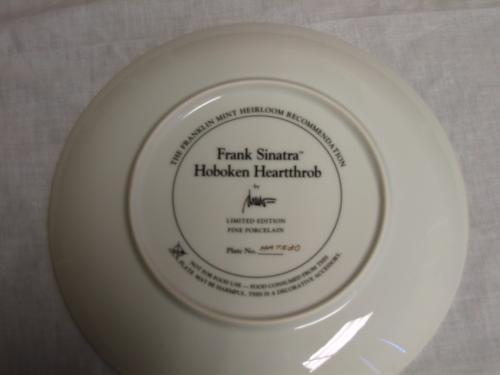 THE FRANKLIN MINT HEIRLOOM RECOMMENDATION
Frank Sinatra™
Hoboken Heartthrob
by
LIMITED EDITION
FINE PORCELAIN
Plate No.
NOT FOR FOOD USE — FOOD CONSUMED FROM THIS
PLATE MAY BE HARMFUL. THIS IS A DECORATIVE ACCESSORY.